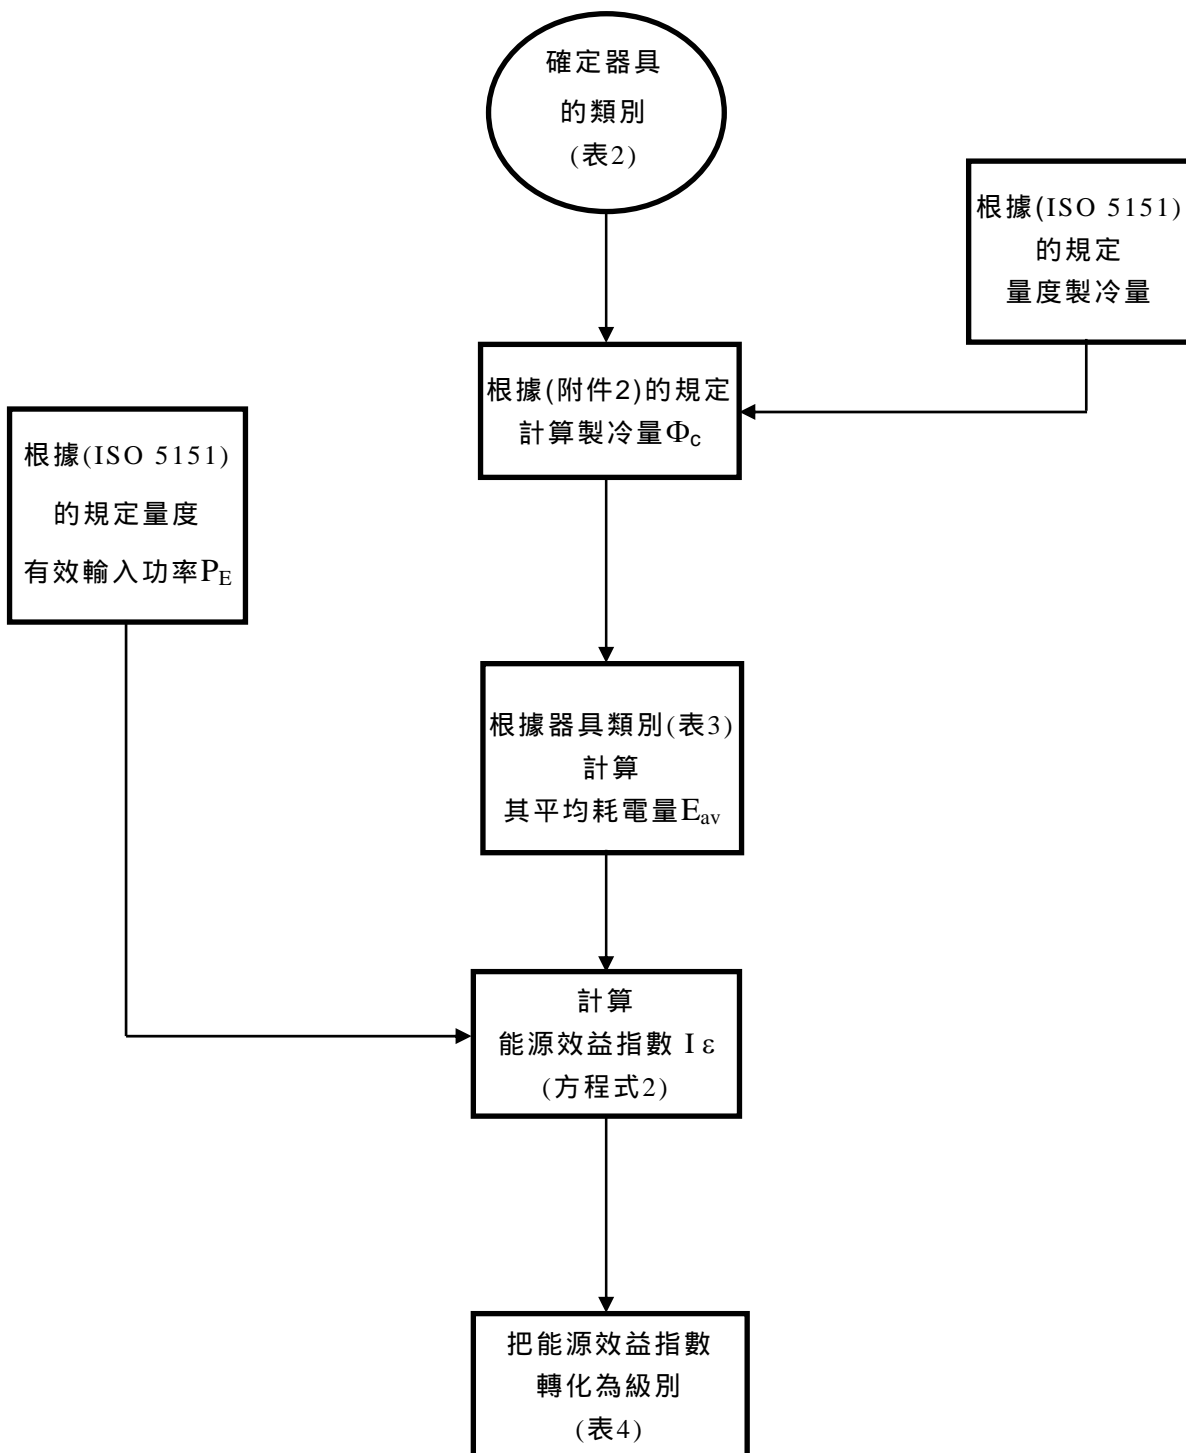 確定器具
的類別
(表2)
根據(ISO 5151)
的規定
量度製冷量
根據(附件2)的規定
計算製冷量Φc
根據(ISO 5151)
的規定量度
有效輸入功率PE
根據器具類別(表3)
計算
其平均耗電量Eav
計算
能源效益指數 I ε
(方程式2)
把能源效益指數
轉化為級別
(表4)